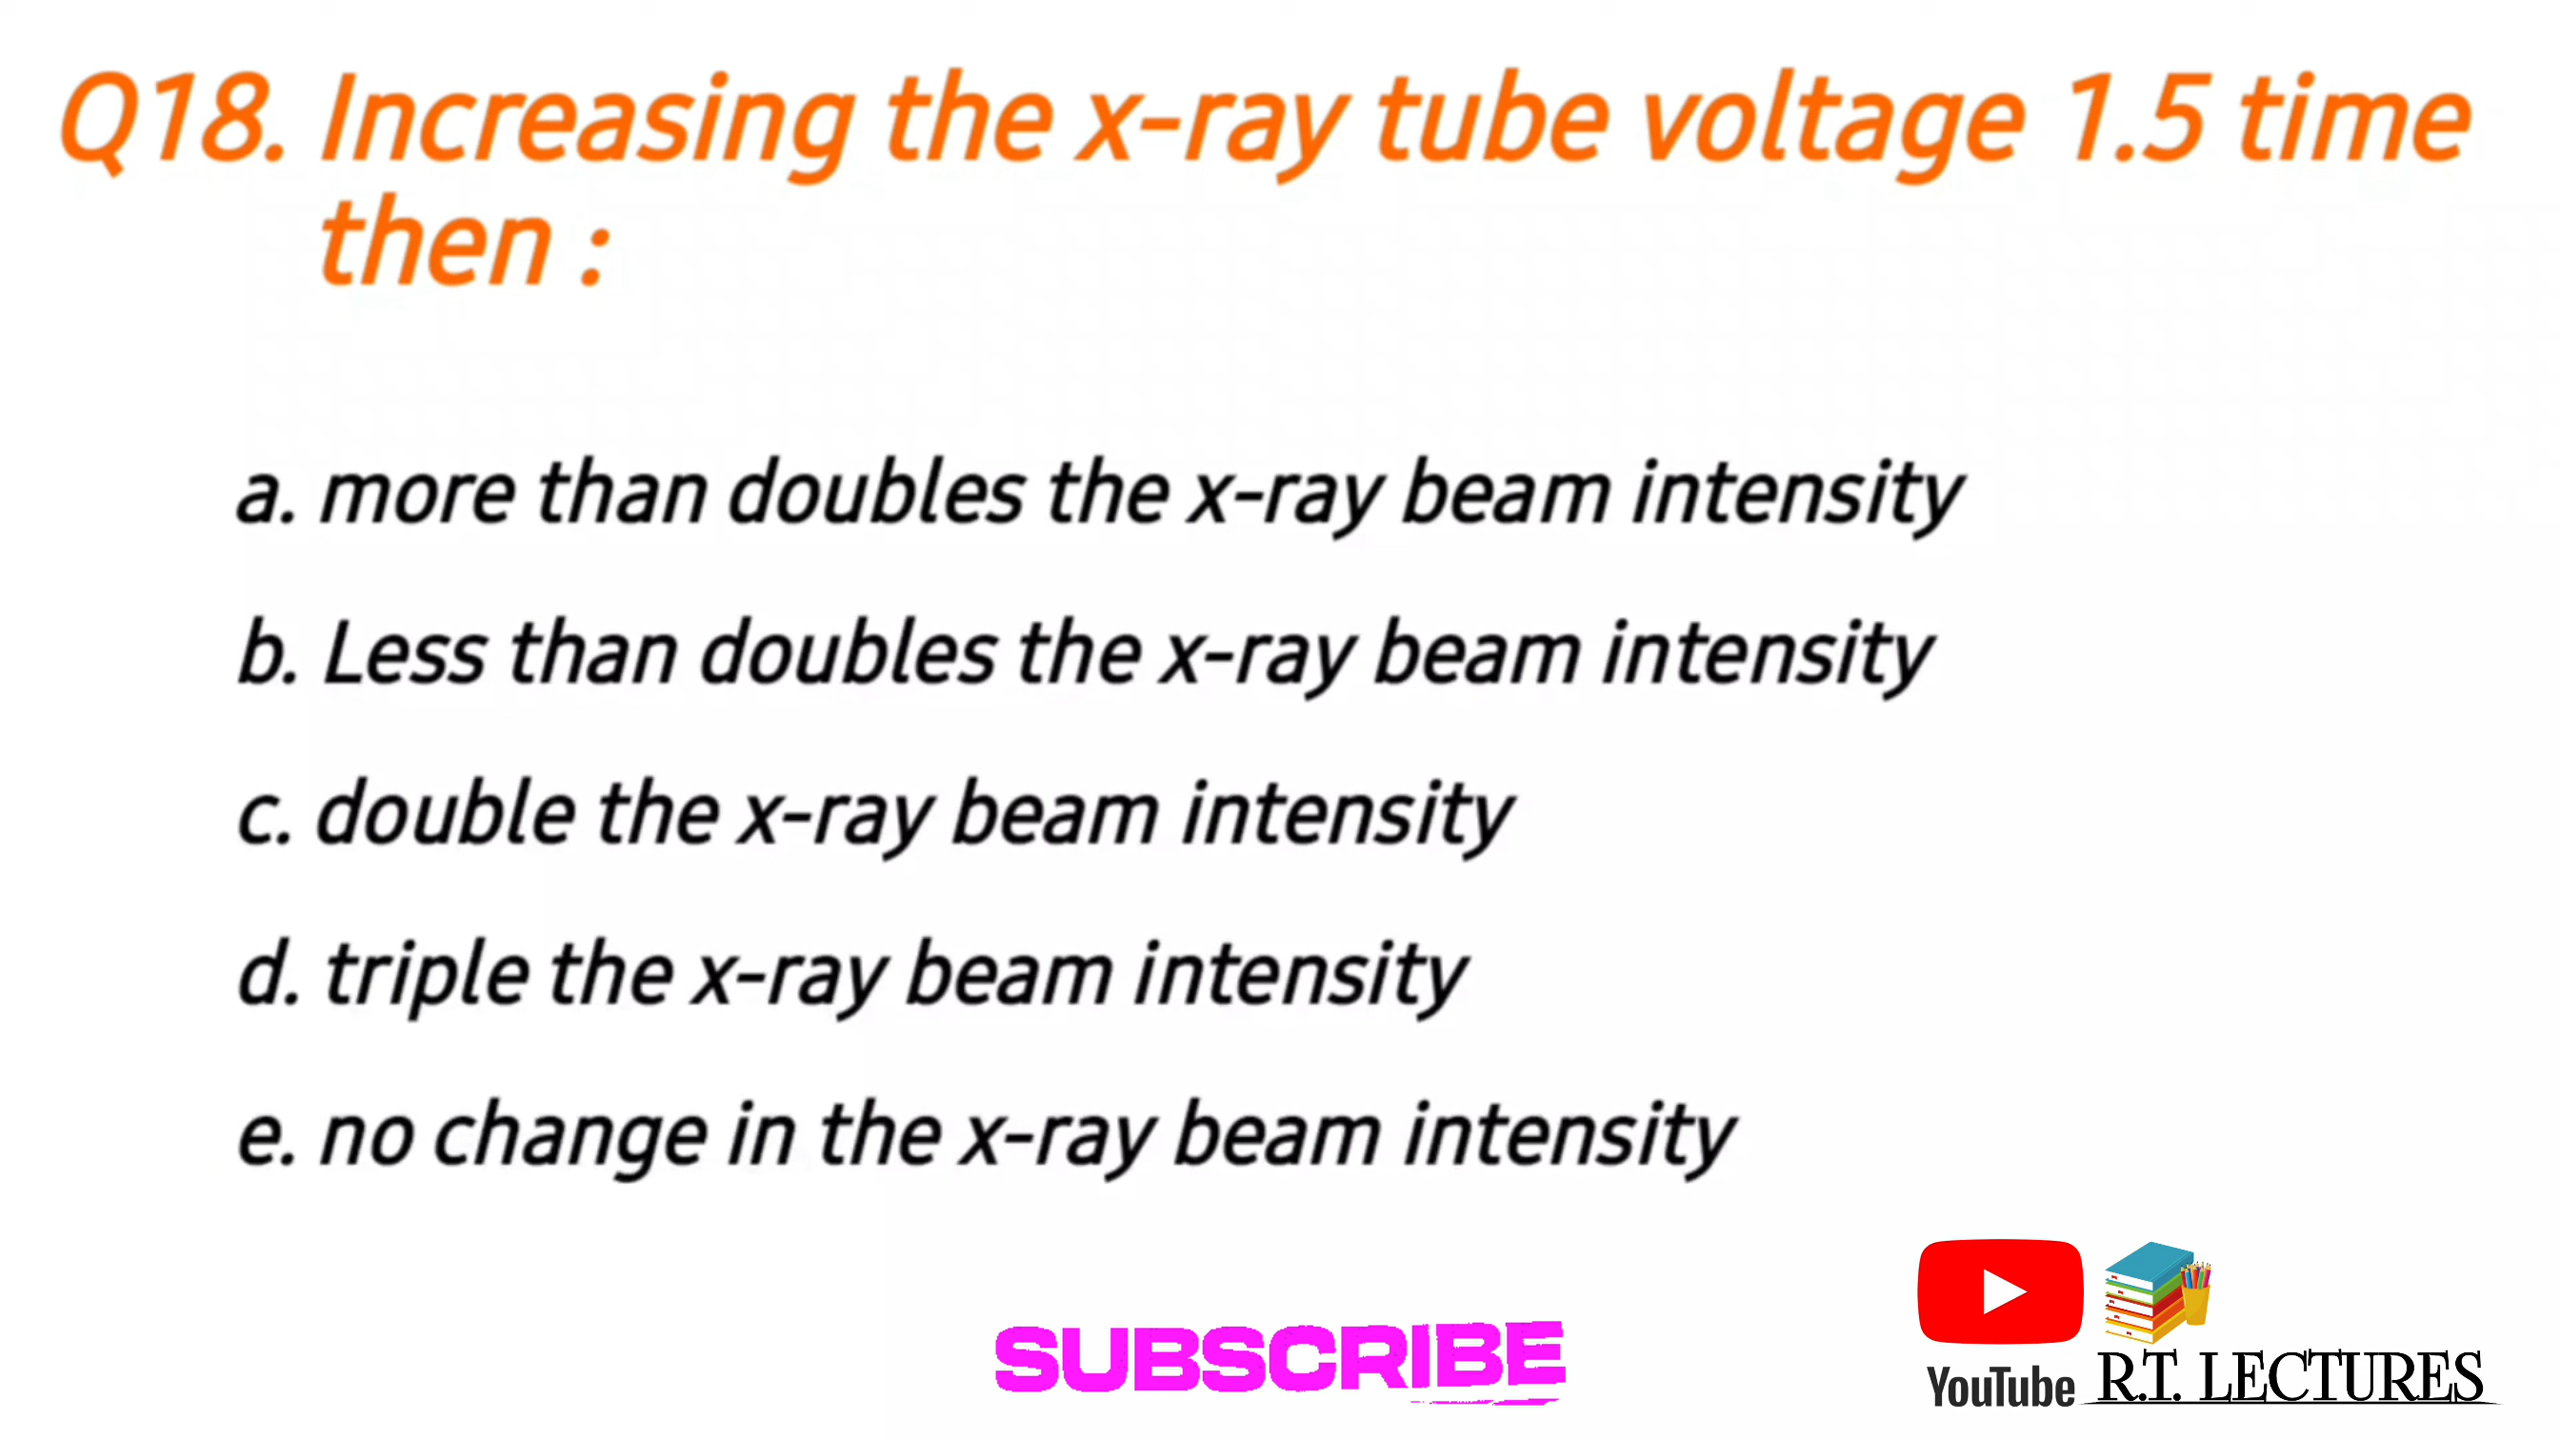 Q18. Increasing the x-ray tube voltage 1.5 time
then :
a. more than doubles the x-ray beam intensity
b. Less than doubles the x-ray beam intensity
c. double the x-ray beam intensity
d. triple the x-ray beam intensity
e. no change in the x-ray beam intensity
SUBSCRIBE
YouTube R.T. LECTURES